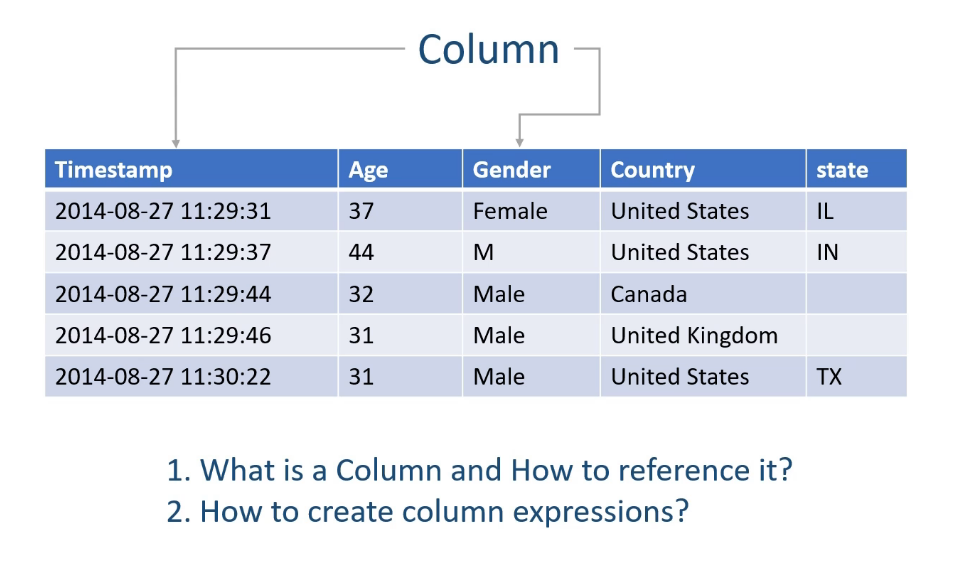 Column
Timestamp Age Gender Country state
2014-08-27 11:29:31 37 Female United States IL
2014-08-27 11:29:37 44 M United States IN
2014-08-27 11:29:44 32 Male Canada
2014-08-27 11:29:46 31 Male United Kingdom
2014-08-27 11:30:22 31 Male United States TX
1. What is a Column and How to reference it?
2. How to create column expressions?